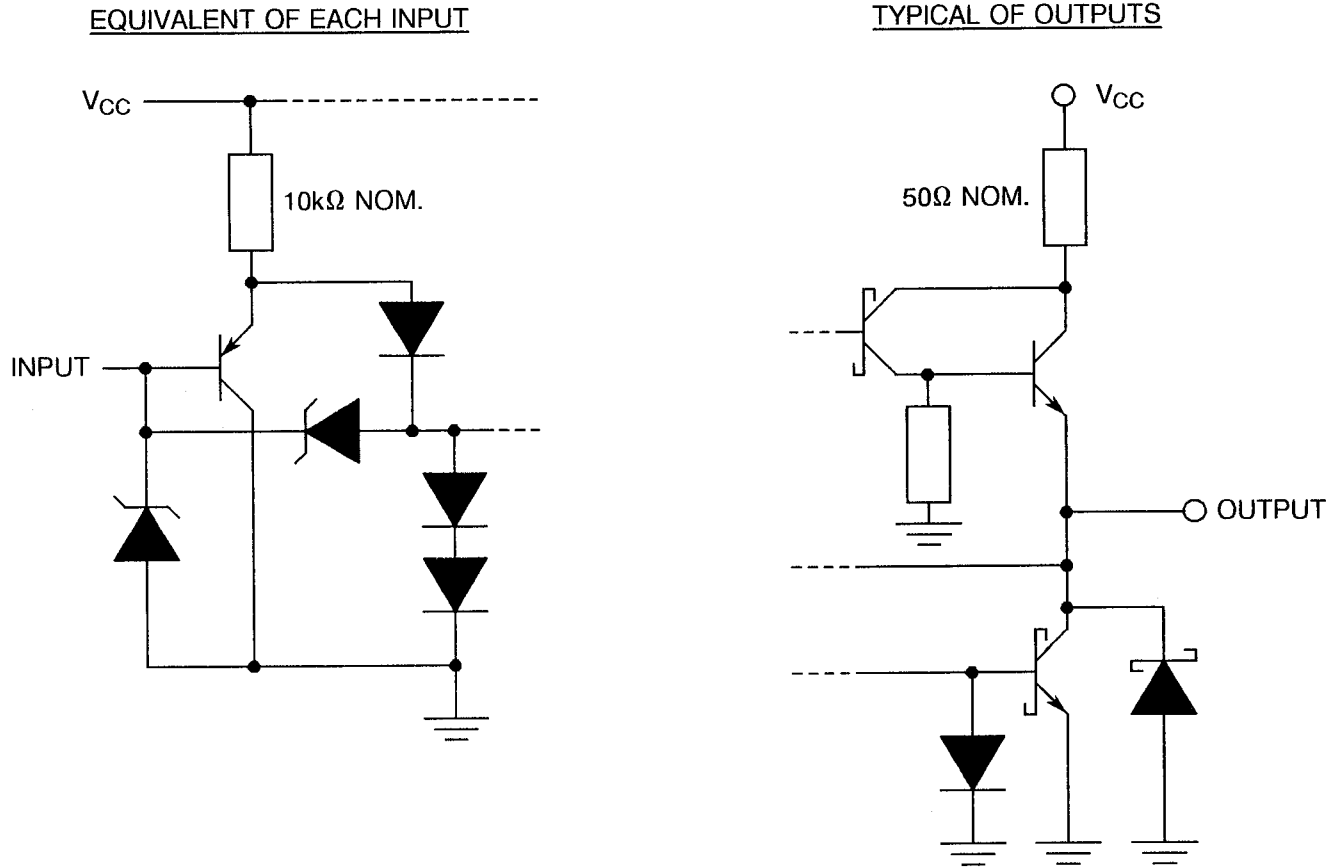 EQUIVALENT OF EACH INPUT
TYPICAL OF OUTPUTS
VCC
VCC
10kΩ NOM.
50Ω NOM.
INPUT
OUTPUT